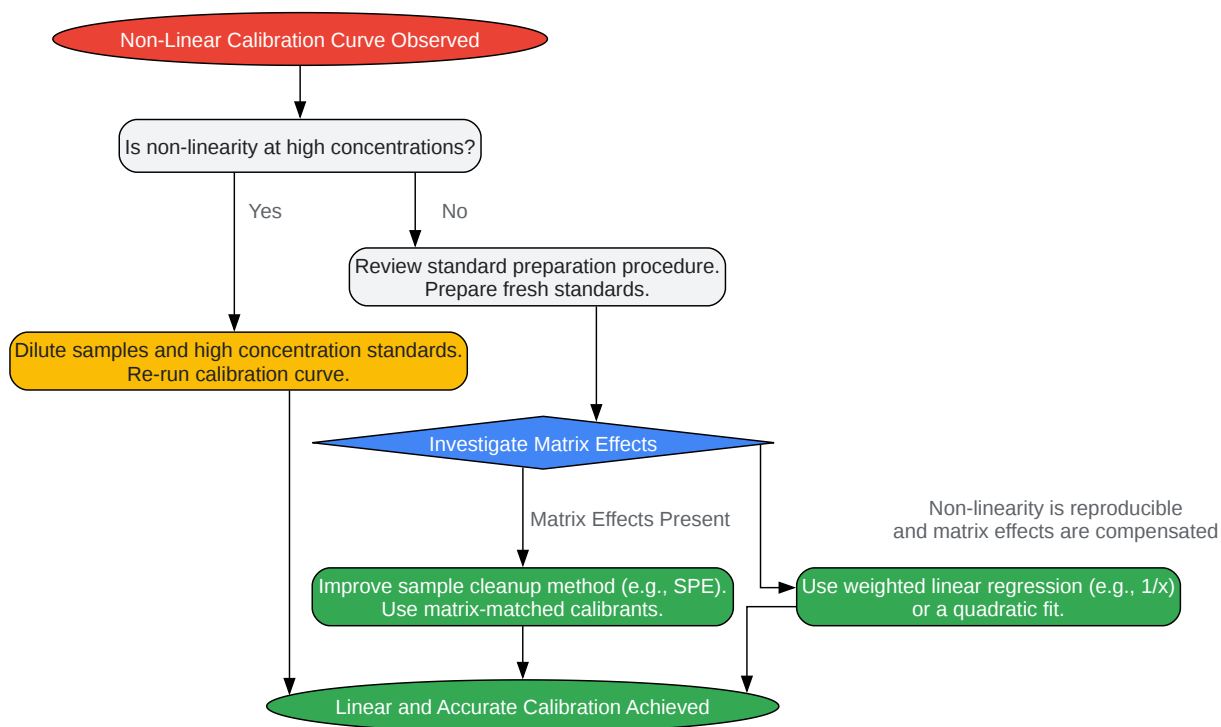 Non-Linear Calibration Curve Observed
Is non-linearity at high concentrations?
Yes
No
Review standard preparation procedure.
Prepare fresh standards.
Dilute samples and high concentration standards.
Re-run calibration curve.
Investigate Matrix Effects
Matrix Effects Present
Non-linearity is reproducible
and matrix effects are compensated
Improve sample cleanup method (e.g., SPE).
Use matrix-matched calibrants.
Use weighted linear regression (e.g., 1/x)
or a quadratic fit.
Linear and Accurate Calibration Achieved